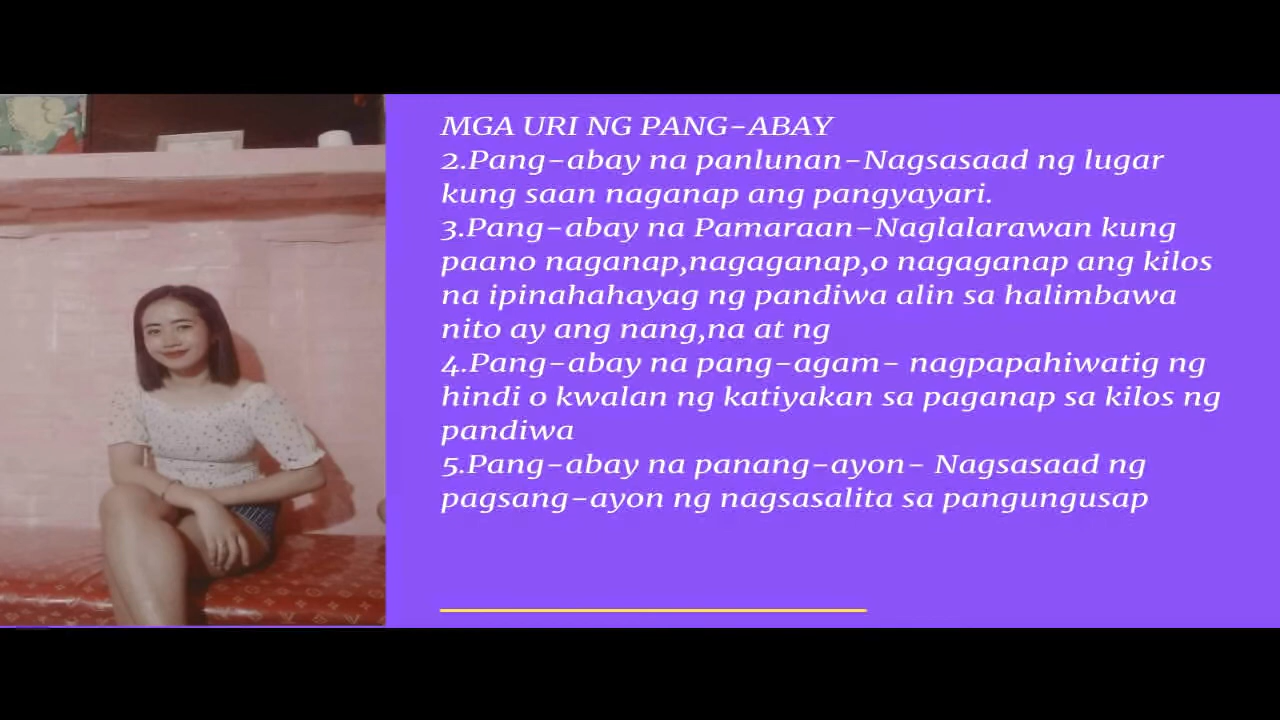 MGA URI NG PANG-ABAY
2.Pang-abay na panlunan-Nagsasaad ng lugar
kung saan naganap ang pangyayari.
3.Pang-abay na Pamaraan-Naglalarawan kung
paano naganap,nagaganap,o nagaganap ang kilos
na ipinahahayag ng pandiwa alin sa halimbawa
nito ay ang nang,na at ng
4.Pang-abay na pang-agam- nagpapahiwatig ng
hindi o kwalan ng katiyakan sa paganap sa kilos ng
pandiwa
5.Pang-abay na panang-ayon- Nagsasaad ng
pagsang-ayon ng nagsasalita sa pangungusap